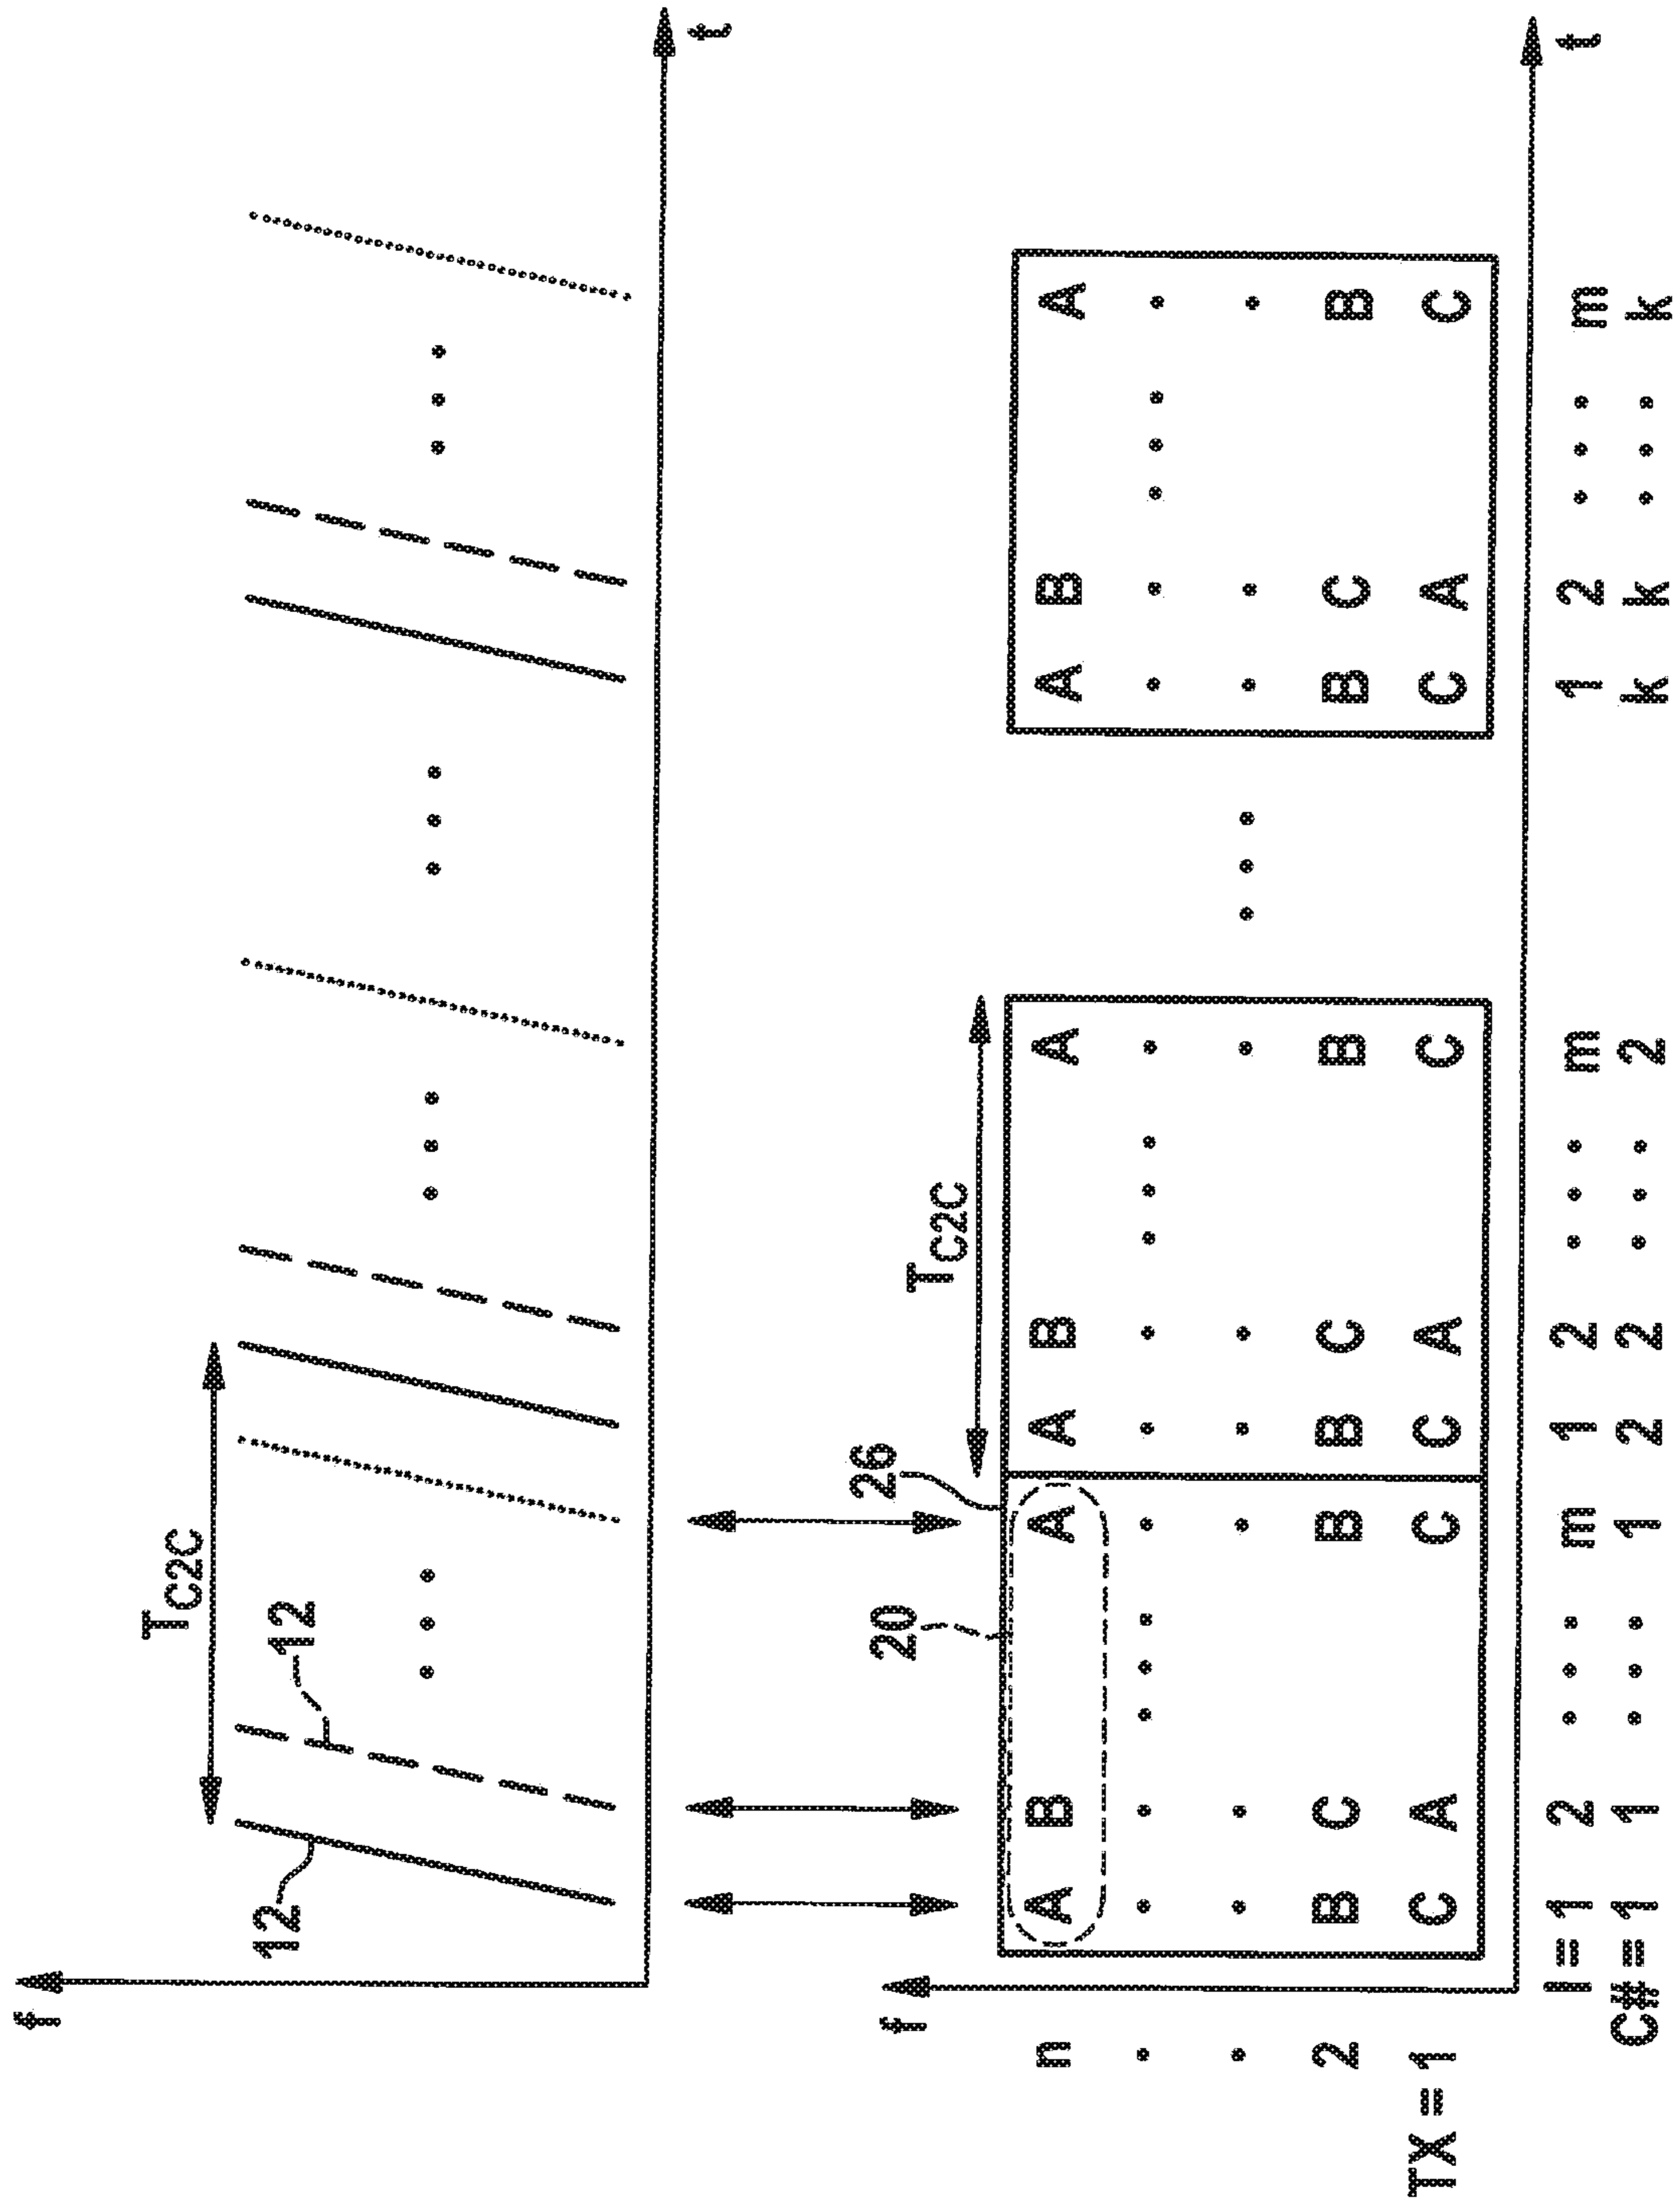 f
T_C2C
12 12
t
f
20 26 T_C2C
n A B A A B A A B A
2 B C B B C B B C B
TX = 1 C A C C A C C A C
t
l=1 2 • • • m 1 2 • • • m 1 2 • • • m
C#=1 1 • • • 1 2 2 • • • 2 k k • • • k